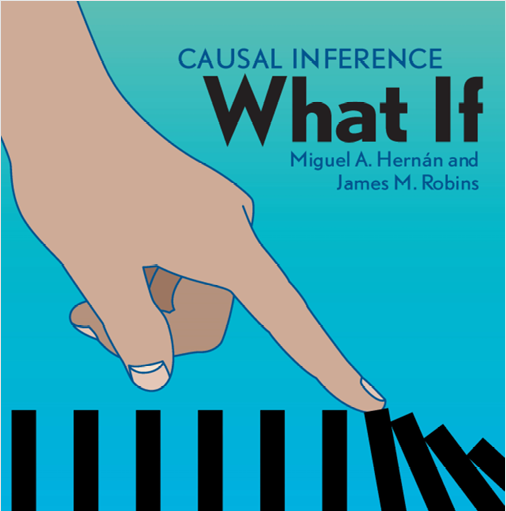 CAUSAL INFERENCE
What If
Miguel A. Hernán and
James M. Robins